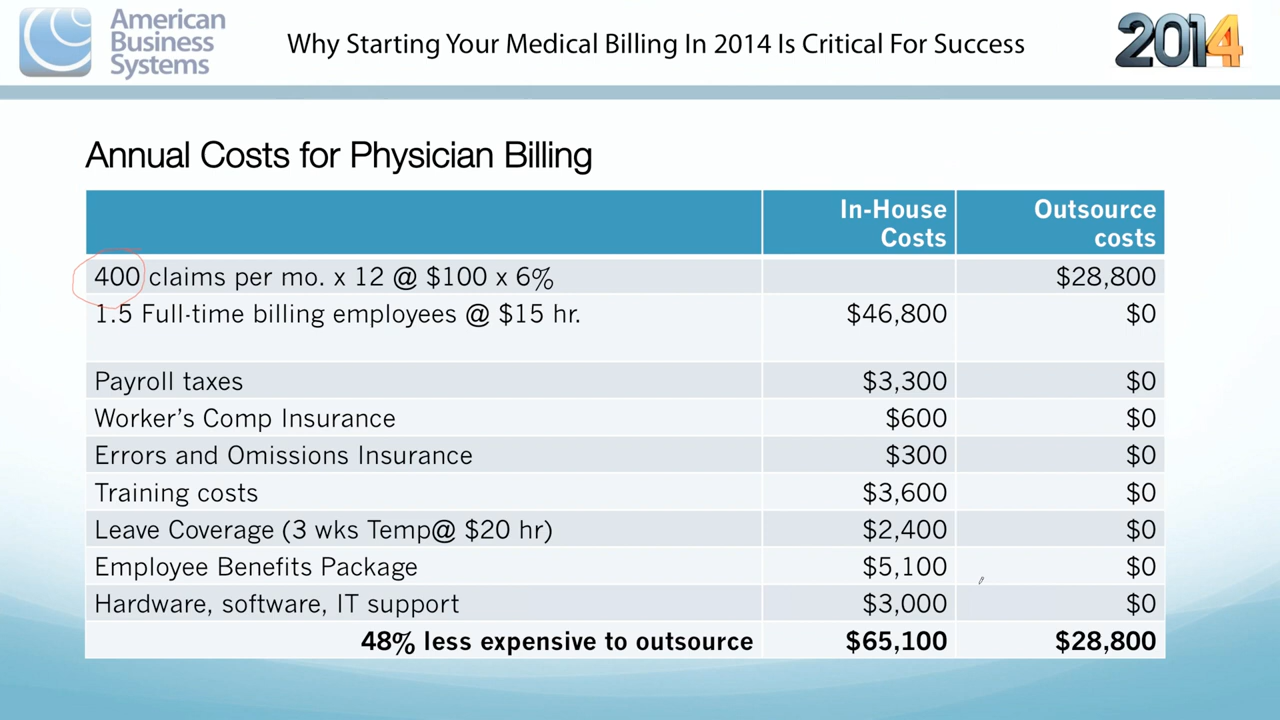 American
Business
Systems
Why Starting Your Medical Billing In 2014 Is Critical For Success
2014
Annual Costs for Physician Billing
In-House Costs Outsource costs
400 claims per mo. x 12 @ $100 x 6% $28,800
1.5 Full-time billing employees @ $15 hr. $46,800 $0
Payroll taxes $3,300 $0
Worker’s Comp Insurance $600 $0
Errors and Omissions Insurance $300 $0
Training costs $3,600 $0
Leave Coverage (3 wks Temp@ $20 hr) $2,400 $0
Employee Benefits Package $5,100 $0
Hardware, software, IT support $3,000 $0
48% less expensive to outsource $65,100 $28,800